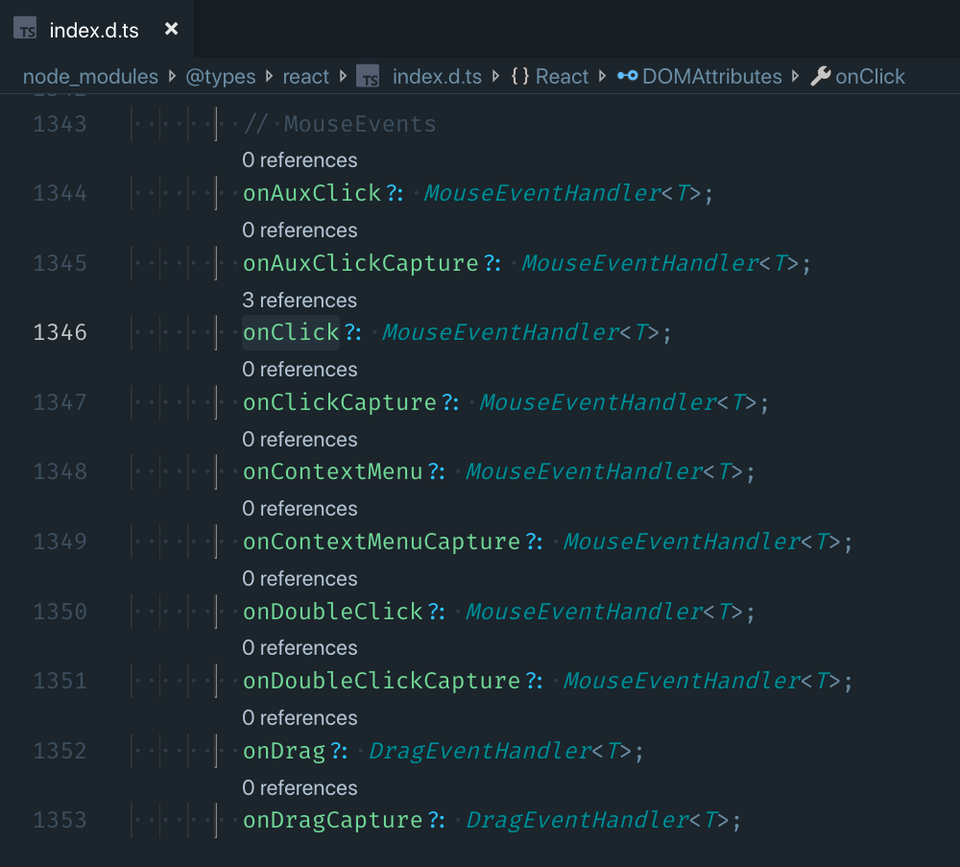 TS index.d.ts ×
node_modules @types react TS index.d.ts {} React DOMAttributes onClick
1343 // MouseEvents
0 references
1344 onAuxClick?: MouseEventHandler<T>;
0 references
1345 onAuxClickCapture?: MouseEventHandler<T>;
3 references
1346 onClick?: MouseEventHandler<T>;
0 references
1347 onClickCapture?: MouseEventHandler<T>;
0 references
1348 onContextMenu?: MouseEventHandler<T>;
0 references
1349 onContextMenuCapture?: MouseEventHandler<T>;
0 references
1350 onDoubleClick?: MouseEventHandler<T>;
0 references
1351 onDoubleClickCapture?: MouseEventHandler<T>;
0 references
1352 onDrag?: DragEventHandler<T>;
0 references
1353 onDragCapture?: DragEventHandler<T>;